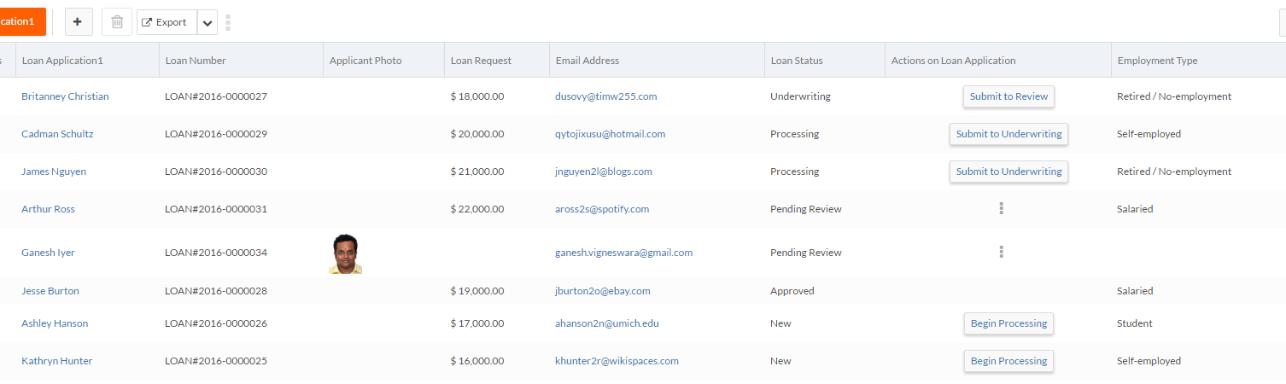 cation1 + Export
s Loan Application1 Loan Number Applicant Photo Loan Request Email Address Loan Status Actions on Loan Application Employment Type
Britanney Christian LOAN#2016-0000027 $ 18,000.00 dusovy@timw255.com Underwriting Submit to Review Retired / No-employment
Cadman Schultz LOAN#2016-0000029 $ 20,000.00 qytojixusu@hotmail.com Processing Submit to Underwriting Self-employed
James Nguyen LOAN#2016-0000030 $ 21,000.00 jnguyen2l@blogs.com Processing Submit to Underwriting Retired / No-employment
Arthur Ross LOAN#2016-0000031 $ 22,000.00 aross2s@spotify.com Pending Review Salaried
Ganesh Iyer LOAN#2016-0000034 ganesh.vigneswara@gmail.com Pending Review
Jesse Burton LOAN#2016-0000028 $ 19,000.00 jburton2o@ebay.com Approved Salaried
Ashley Hanson LOAN#2016-0000026 $ 17,000.00 ahanson2n@umich.edu New Begin Processing Student
Kathryn Hunter LOAN#2016-0000025 $ 16,000.00 khunter2r@wikispaces.com New Begin Processing Self-employed